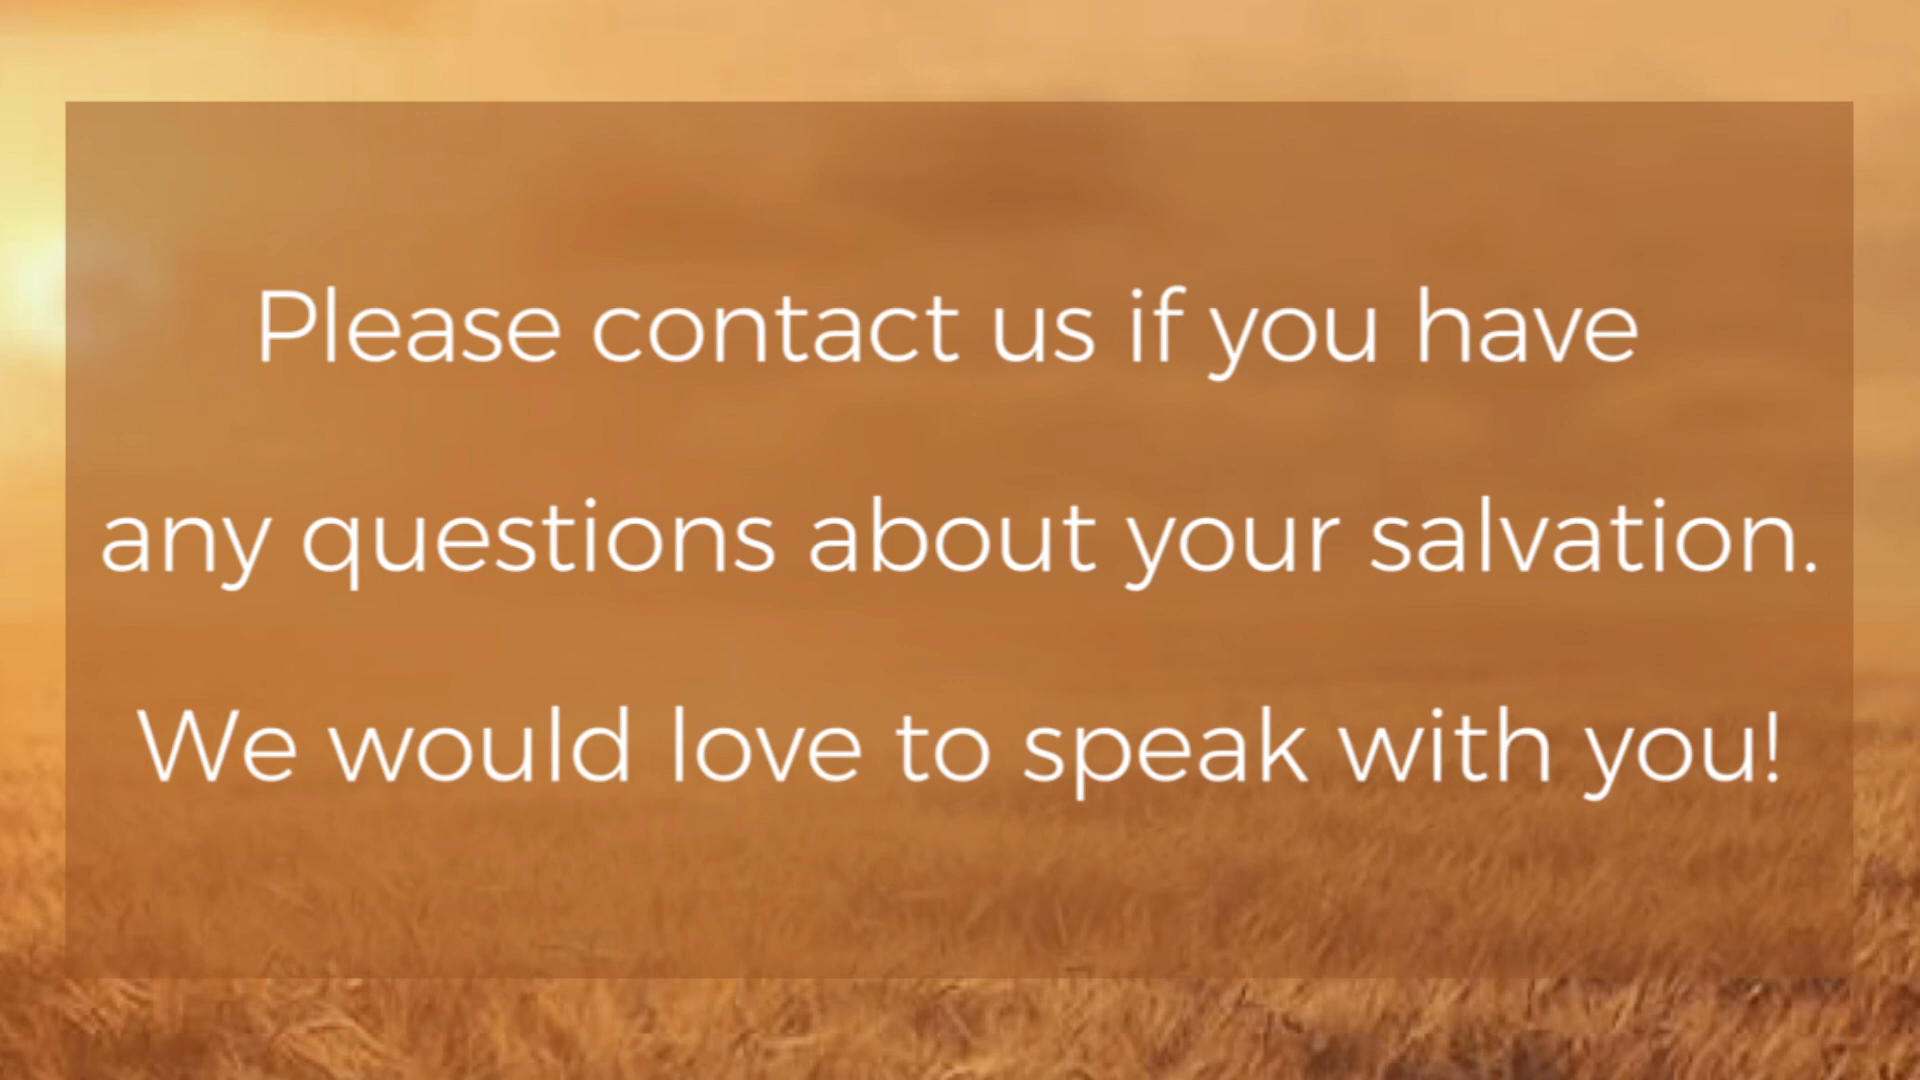 Please contact us if you have
any questions about your salvation.
We would love to speak with you!